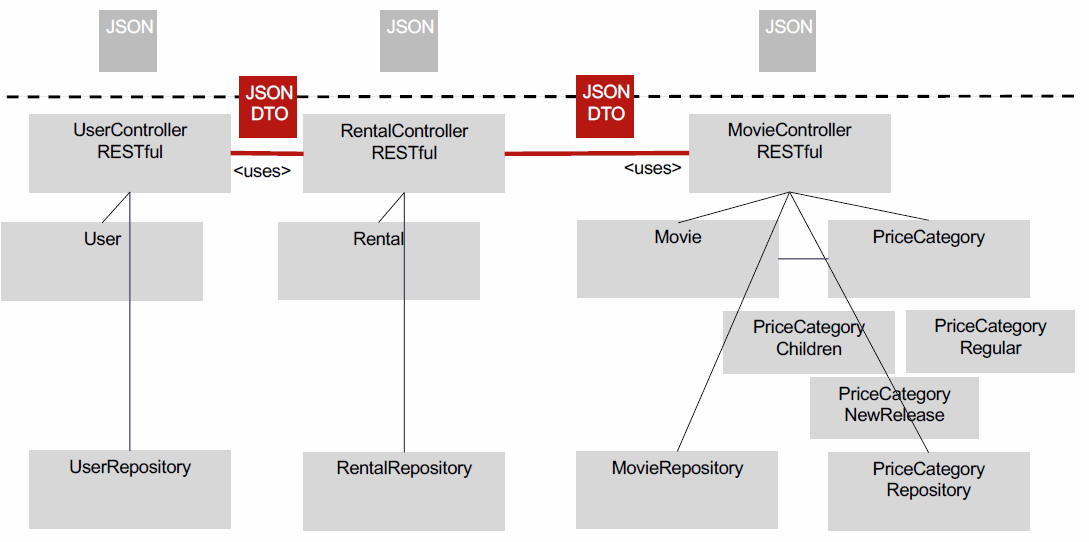 JSON
JSON
JSON
JSON
DTO
JSON
DTO
UserController
RESTful
RentalController
RESTful
MovieController
RESTful
<uses>
<uses>
User
Rental
Movie
PriceCategory
PriceCategory
Children
PriceCategory
Regular
PriceCategory
NewRelease
UserRepository
RentalRepository
MovieRepository
PriceCategory
Repository